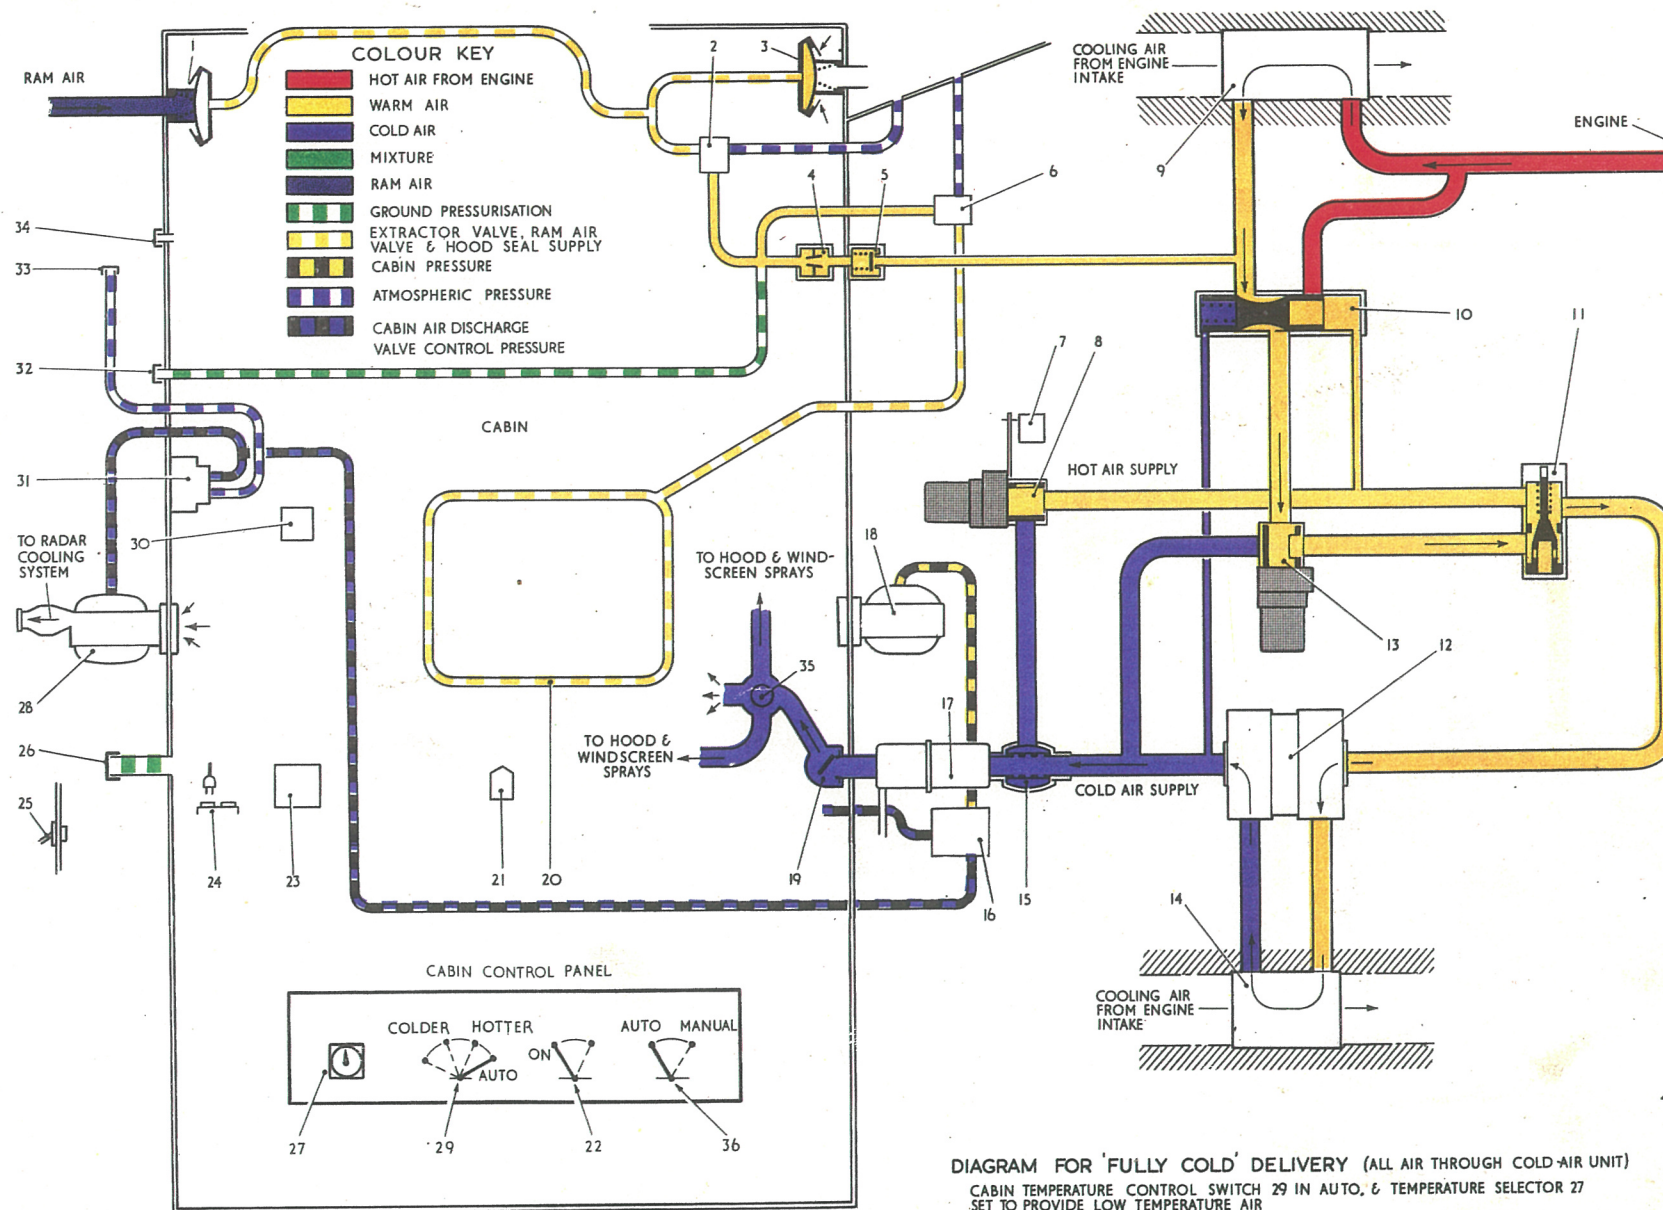 COLOUR KEY
HOT AIR FROM ENGINE
WARM AIR
COLD AIR
MIXTURE
RAM AIR
GROUND PRESSURISATION
EXTRACTOR VALVE, RAM AIR
VALVE & HOOD SEAL SUPPLY
CABIN PRESSURE
ATMOSPHERIC PRESSURE
CABIN AIR DISCHARGE
VALVE CONTROL PRESSURE
RAM AIR
1
2
3
COOLING AIR
FROM ENGINE
INTAKE
9
ENGINE
4
5
6
34
33
32
10
11
7
8
CABIN
HOT AIR SUPPLY
31
30
TO RADAR
COOLING
SYSTEM
TO HOOD & WIND-
SCREEN SPRAYS
18
13
12
28
35
26
TO HOOD &
WINDSCREEN
SPRAYS
17
COLD AIR SUPPLY
25
24
23
21
20
19
16
15
14
COOLING AIR
FROM ENGINE
INTAKE
CABIN CONTROL PANEL
COLDER
HOTTER
AUTO
ON
AUTO
MANUAL
27
29
22
36
DIAGRAM FOR 'FULLY COLD' DELIVERY (ALL AIR THROUGH COLD AIR UNIT)
CABIN TEMPERATURE CONTROL SWITCH 29 IN AUTO, & TEMPERATURE SELECTOR 27
SET TO PROVIDE LOW TEMPERATURE AIR